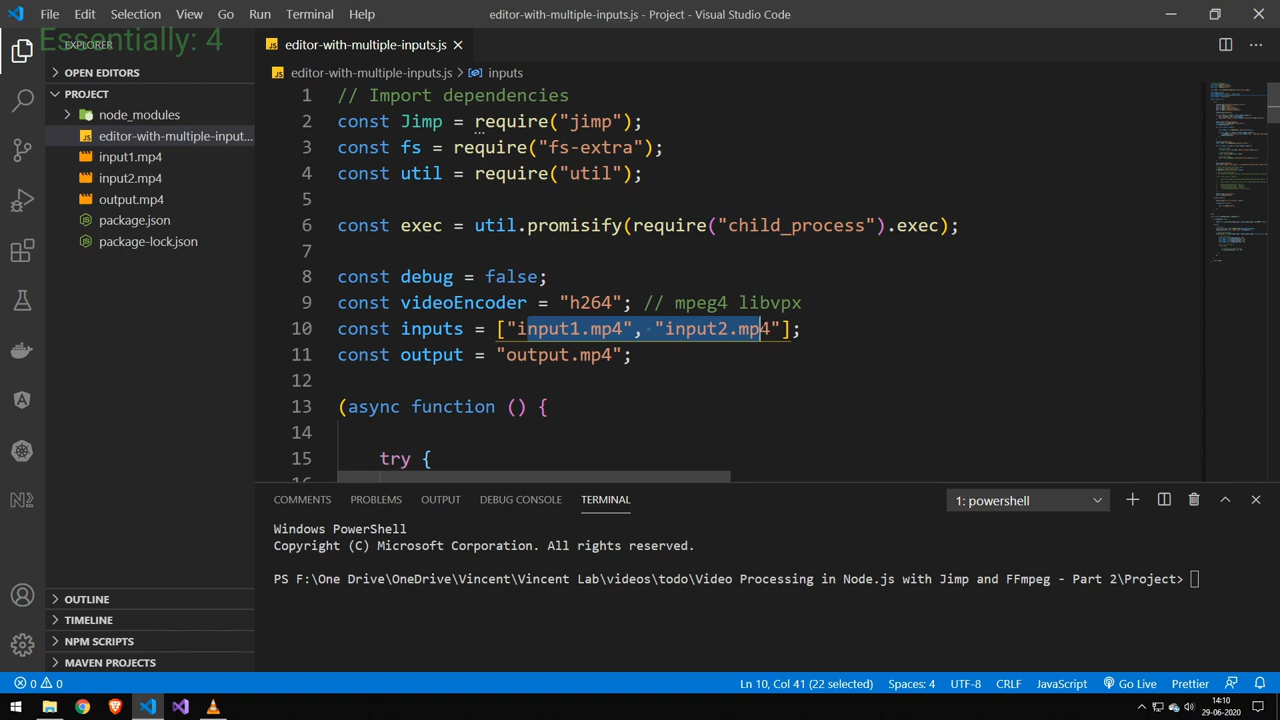 File Edit Selection View Go Run Terminal Help
editor-with-multiple-inputs.js - Project - Visual Studio Code
Essentially: 4
EXPLORER
OPEN EDITORS
PROJECT
node_modules
editor-with-multiple-input...
input1.mp4
input2.mp4
output.mp4
package.json
package-lock.json
OUTLINE
TIMELINE
NPM SCRIPTS
MAVEN PROJECTS
JS editor-with-multiple-inputs.js
JS editor-with-multiple-inputs.js > inputs
1 // Import dependencies
2 const Jimp = require("jimp");
3 const fs = require("fs-extra");
4 const util = require("util");
5
6 const exec = util.promisify(require("child_process").exec);
7
8 const debug = false;
9 const videoEncoder = "h264"; // mpeg4 libvpx
10 const inputs = ["input1.mp4", "input2.mp4"];
11 const output = "output.mp4";
12
13 (async function () {
14
15 try {
16
COMMENTS PROBLEMS OUTPUT DEBUG CONSOLE TERMINAL
1: powershell
Windows PowerShell
Copyright (C) Microsoft Corporation. All rights reserved.
PS F:\One Drive\OneDrive\Vincent\Vincent Lab\videos\todo\Video Processing in Node.js with Jimp and FFmpeg - Part 2\Project>
0 0
Ln 10, Col 41 (22 selected) Spaces: 4 UTF-8 CRLF JavaScript Go Live Prettier
14:10
29-06-2020